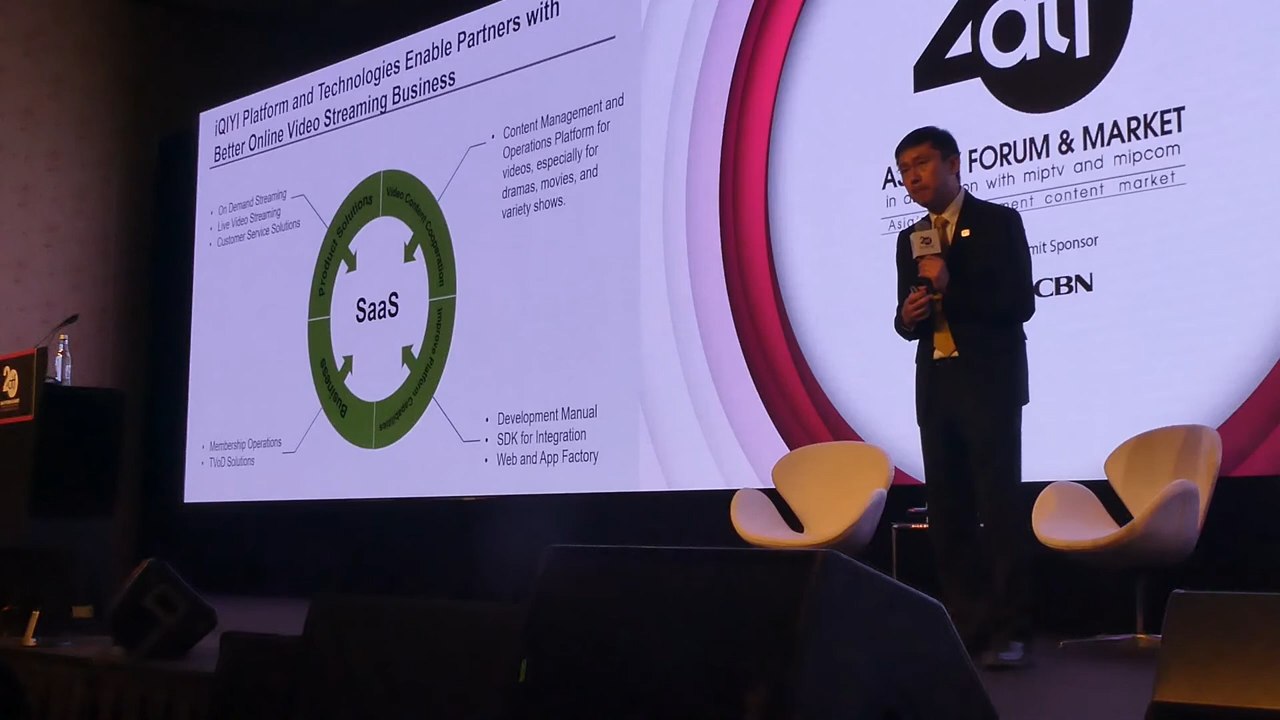 iQIYI Platform and Technologies Enable Partners with
Better Online Video Streaming Business
• On Demand Streaming
• Live Video Streaming
• Customer Service Solutions
• Content Management and
Operations Platform for
videos, especially for
dramas, movies, and
variety shows.
Product Solutions
Video Content Cooperation
SaaS
Business
Improve Platform Capabilities
• Membership Operations
• TVoD Solutions
• Development Manual
• SDK for Integration
• Web and App Factory
FORUM & MARKET
with miptv and mipcom
content market
Sponsor
CBN